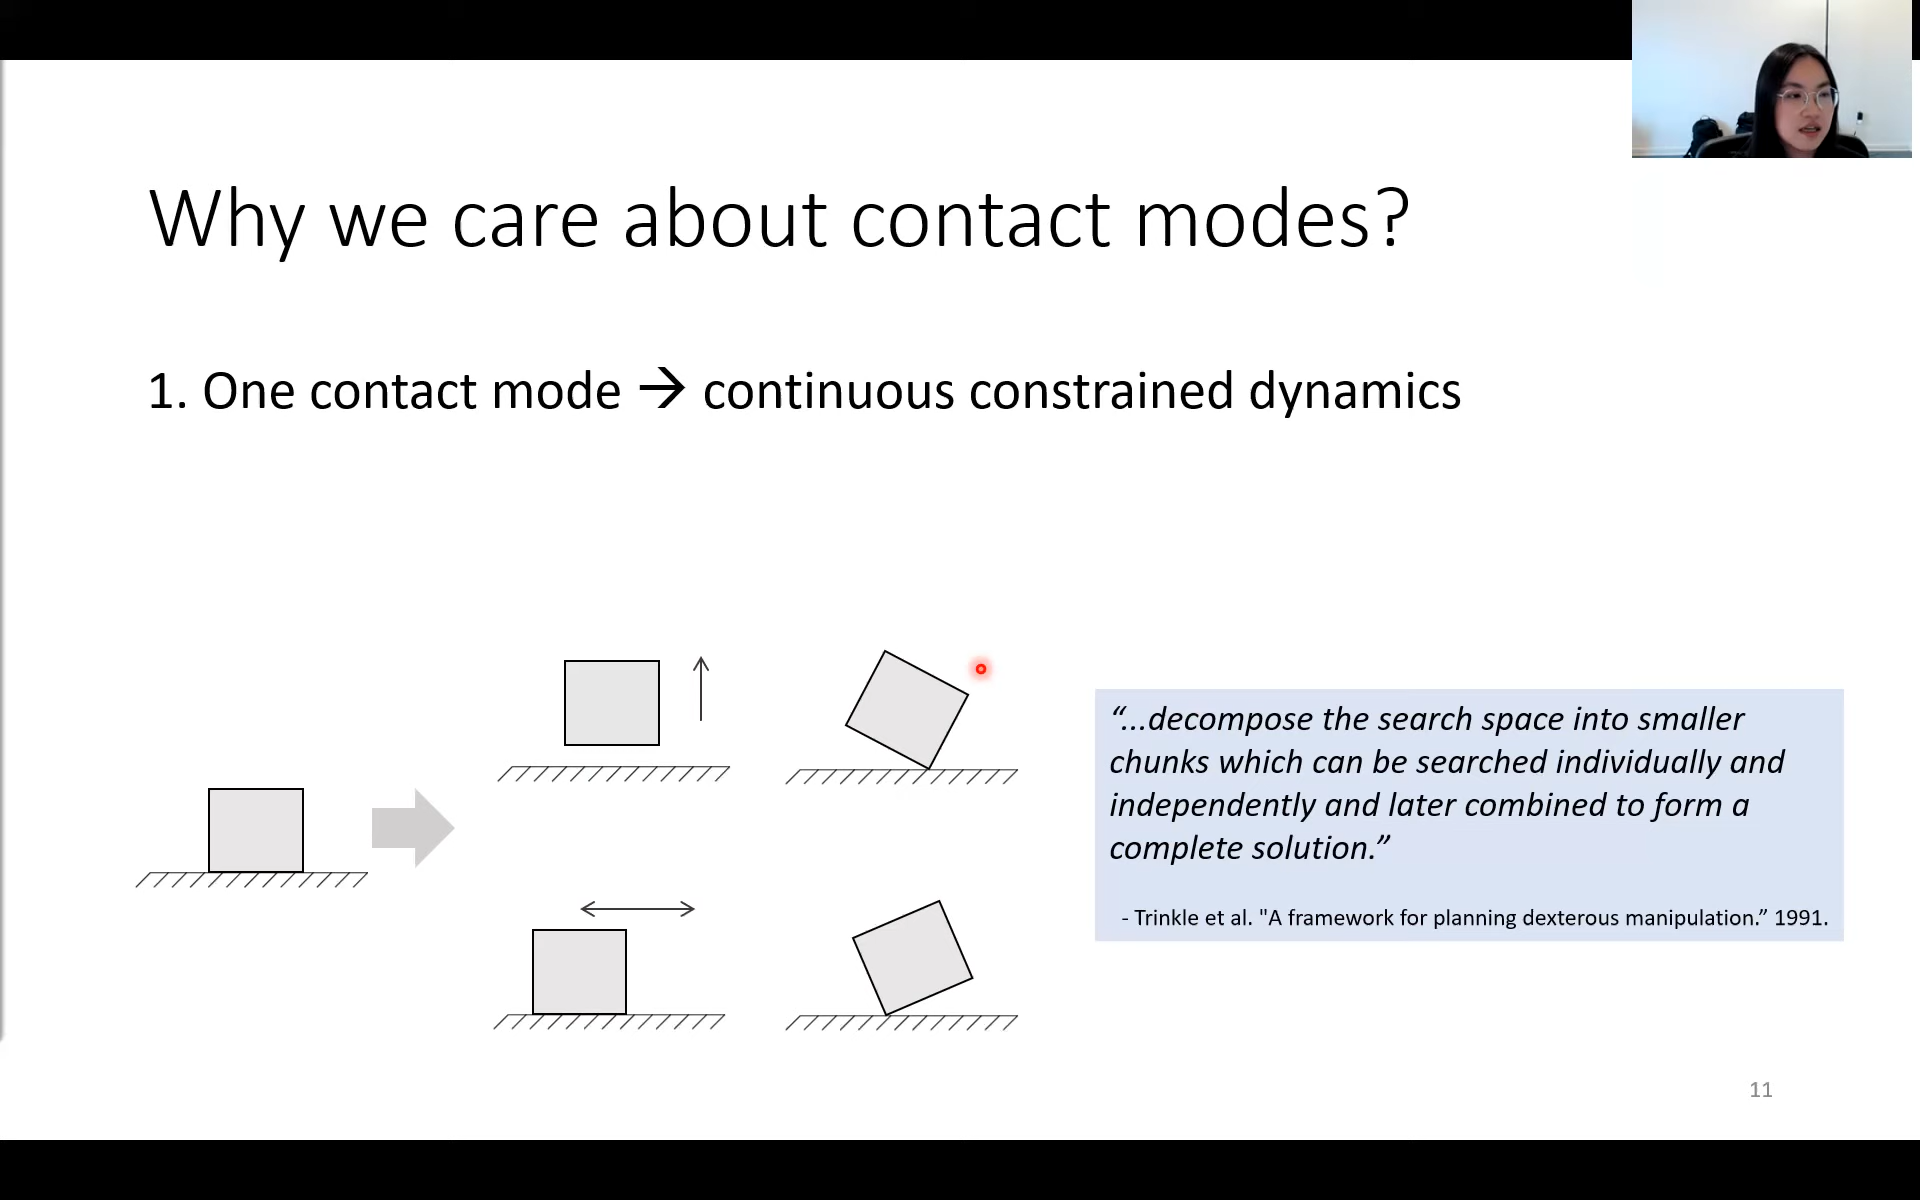 Why we care about contact modes?
1. One contact mode → continuous constrained dynamics
“...decompose the search space into smaller
chunks which can be searched individually and
independently and later combined to form a
complete solution.”
- Trinkle et al. "A framework for planning dexterous manipulation.” 1991.
11